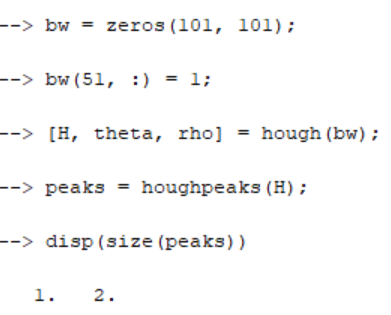 --> bw = zeros(101, 101);
--> bw(51, :) = 1;
--> [H, theta, rho] = hough(bw);
--> peaks = houghpeaks(H);
--> disp(size(peaks))
1. 2.